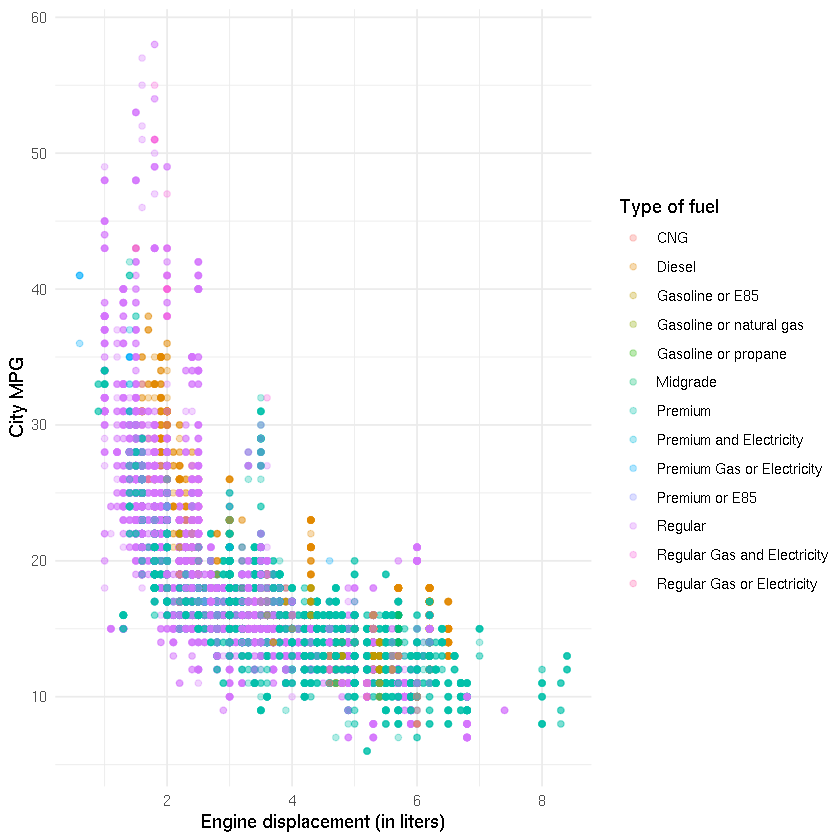 60
50
40
30
20
10
City MPG
2
4
6
8
Engine displacement (in liters)
Type of fuel
CNG
Diesel
Gasoline or E85
Gasoline or natural gas
Gasoline or propane
Midgrade
Premium
Premium and Electricity
Premium Gas or Electricity
Premium or E85
Regular
Regular Gas and Electricity
Regular Gas or Electricity